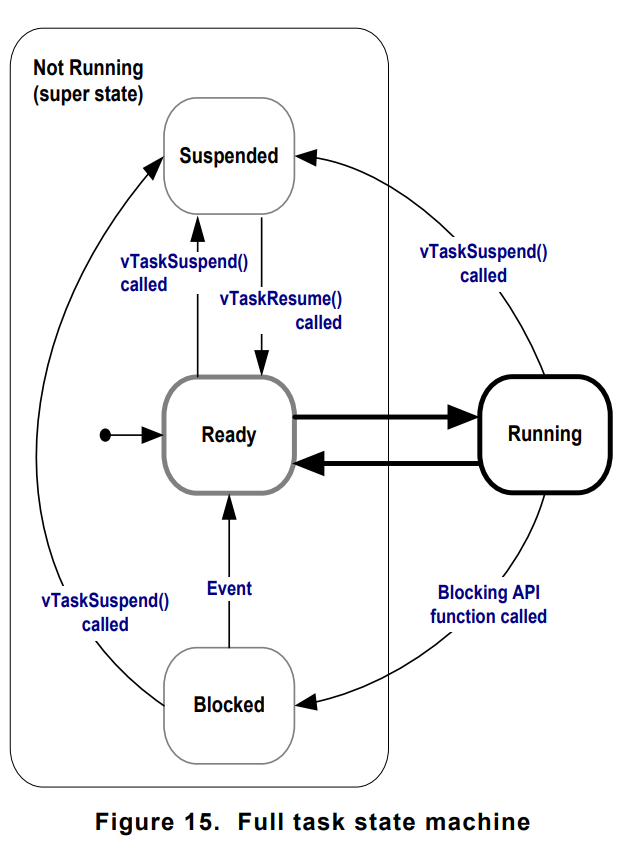 Not Running
(super state)
Suspended
vTaskSuspend()
called
vTaskResume()
called
vTaskSuspend()
called
Ready
Running
Event
vTaskSuspend()
called
Blocking API
function called
Blocked
Figure 15.  Full task state machine